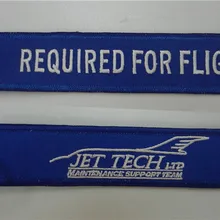 REQUIRED FOR FLIG
JET TECH LTD
MAINTENANCE SUPPORT TEAM